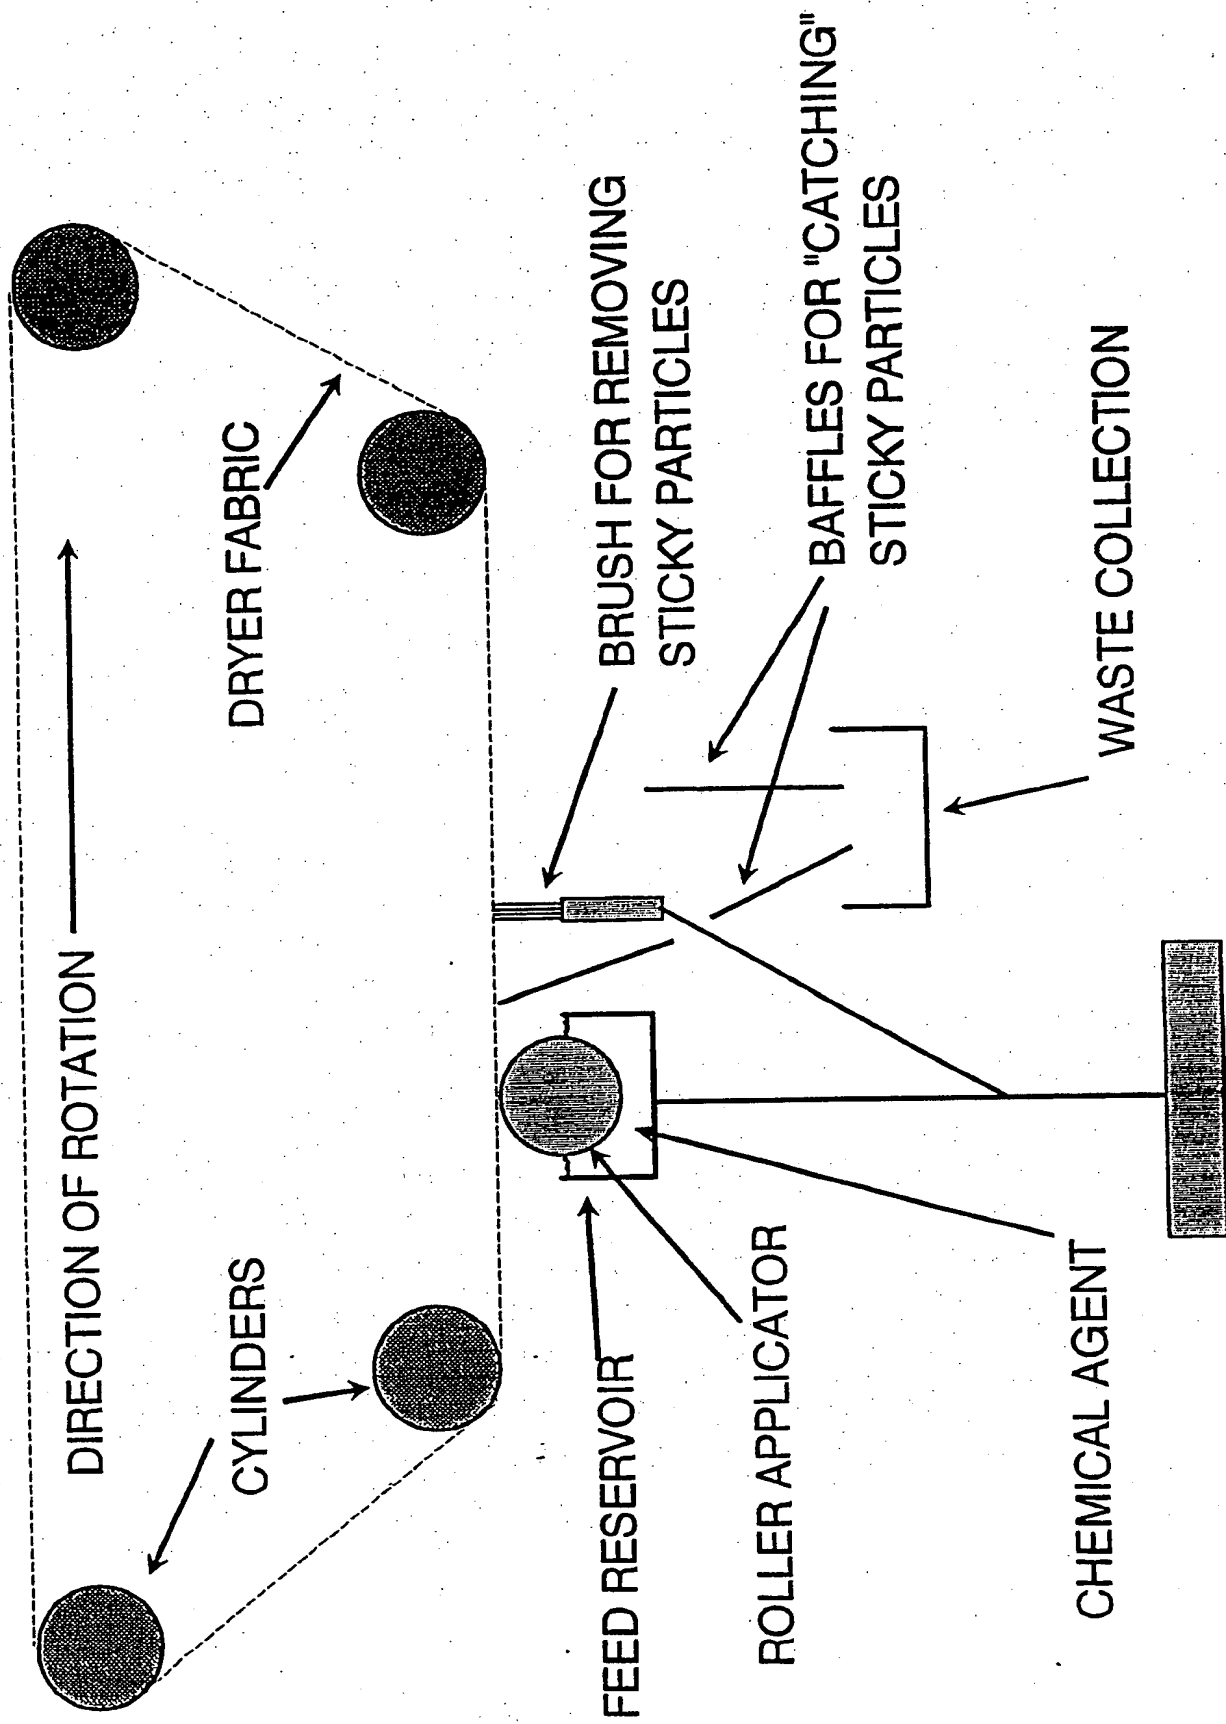 DIRECTION OF ROTATION
CYLINDERS
DRYER FABRIC
FEED RESERVOIR
BRUSH FOR REMOVING
STICKY PARTICLES
ROLLER APPLICATOR
BAFFLES FOR "CATCHING"
STICKY PARTICLES
CHEMICAL AGENT
WASTE COLLECTION